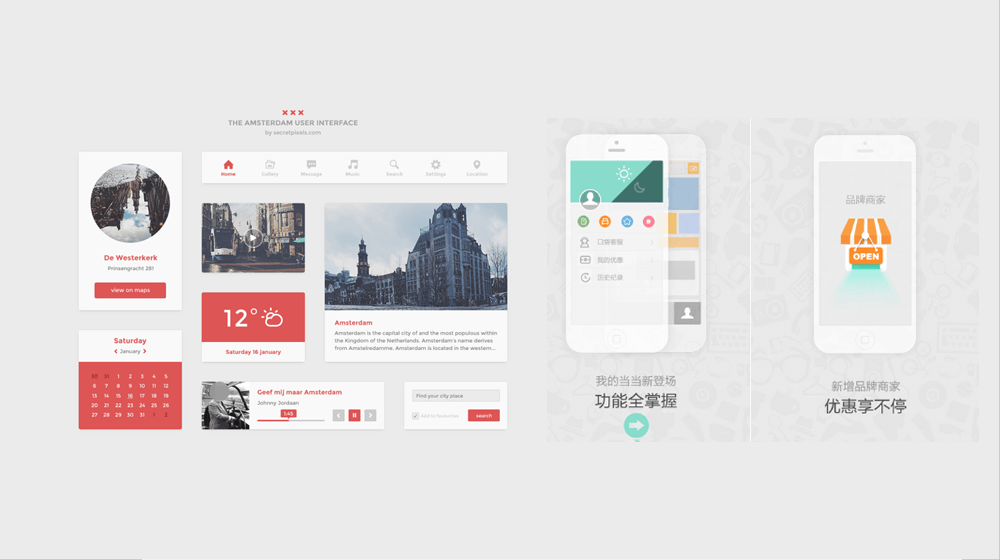 THE AMSTERDAM USER INTERFACE
by secretpixels.com
De Westerkerk
Prinsengracht 281
view on maps
Home
Gallery
Message
Music
Search
Settings
Location
12°
Saturday 16 january
Amsterdam
Amsterdam is the capital city of and the most populous within
the Kingdom of the Netherlands. Amsterdam's name derives
from Amstelredamme. Amsterdam is located in the western...
Saturday
January
30 31 1 2 3 4 5
6 7 8 9 10 11 12
13 14 15 16 17 18 19
20 21 22 23 24 25 26
27 28 29 30 31 1 2
Geef mij maar Amsterdam
Johnny Jordaan
1:45
Find your city place
Add to favourites
search
口袋客服
我的优惠
历史纪录
我的当当新登场
功能全掌握
品牌商家
OPEN
新增品牌商家
优惠享不停